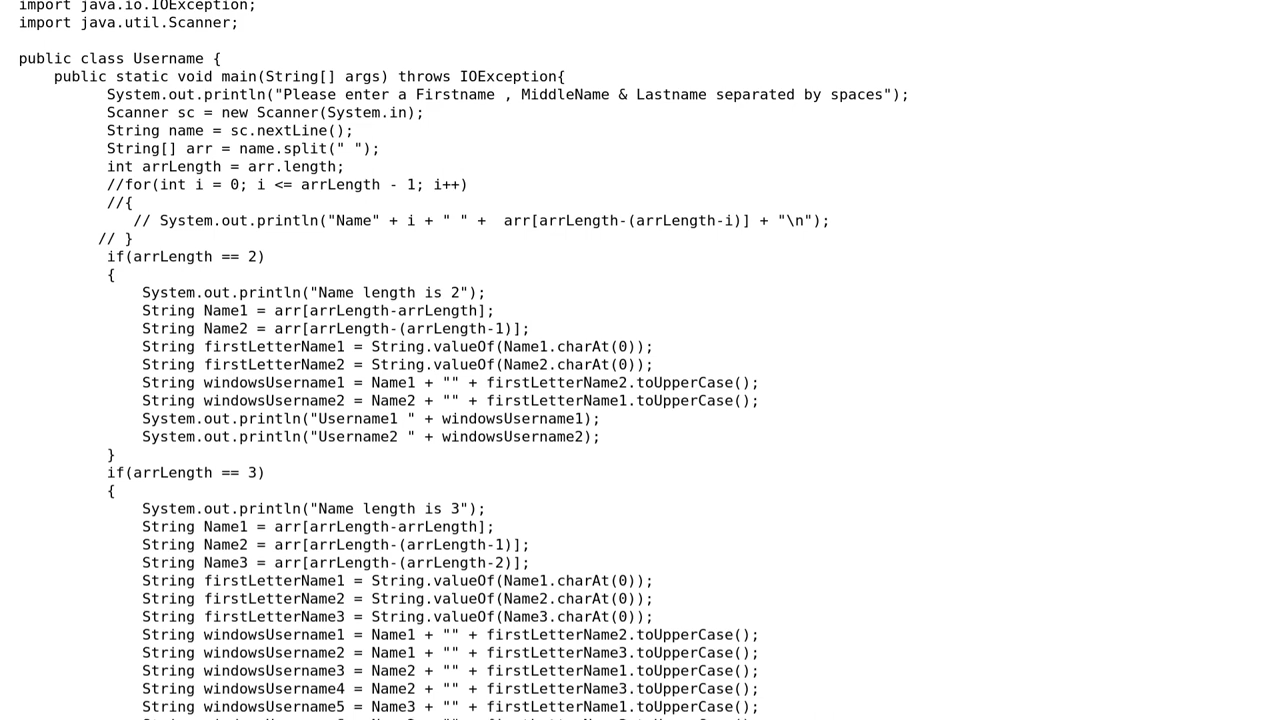 import java.io.IOException;
import java.util.Scanner;

public class Username {
    public static void main(String[] args) throws IOException{
          System.out.println("Please enter a Firstname , MiddleName & Lastname separated by spaces");
          Scanner sc = new Scanner(System.in);
          String name = sc.nextLine();
          String[] arr = name.split(" ");
          int arrLength = arr.length;
          //for(int i = 0; i <= arrLength - 1; i++)
          //{
             // System.out.println("Name" + i + " " +  arr[arrLength-(arrLength-i)] + "\n");
         // }
          if(arrLength == 2)
          {
              System.out.println("Name length is 2");
              String Name1 = arr[arrLength-arrLength];
              String Name2 = arr[arrLength-(arrLength-1)];
              String firstLetterName1 = String.valueOf(Name1.charAt(0));
              String firstLetterName2 = String.valueOf(Name2.charAt(0));
              String windowsUsername1 = Name1 + "" + firstLetterName2.toUpperCase();
              String windowsUsername2 = Name2 + "" + firstLetterName1.toUpperCase();
              System.out.println("Username1 " + windowsUsername1);
              System.out.println("Username2 " + windowsUsername2);
          }
          if(arrLength == 3)
          {
              System.out.println("Name length is 3");
              String Name1 = arr[arrLength-arrLength];
              String Name2 = arr[arrLength-(arrLength-1)];
              String Name3 = arr[arrLength-(arrLength-2)];
              String firstLetterName1 = String.valueOf(Name1.charAt(0));
              String firstLetterName2 = String.valueOf(Name2.charAt(0));
              String firstLetterName3 = String.valueOf(Name3.charAt(0));
              String windowsUsername1 = Name1 + "" + firstLetterName2.toUpperCase();
              String windowsUsername2 = Name1 + "" + firstLetterName3.toUpperCase();
              String windowsUsername3 = Name2 + "" + firstLetterName1.toUpperCase();
              String windowsUsername4 = Name2 + "" + firstLetterName3.toUpperCase();
              String windowsUsername5 = Name3 + "" + firstLetterName1.toUpperCase();